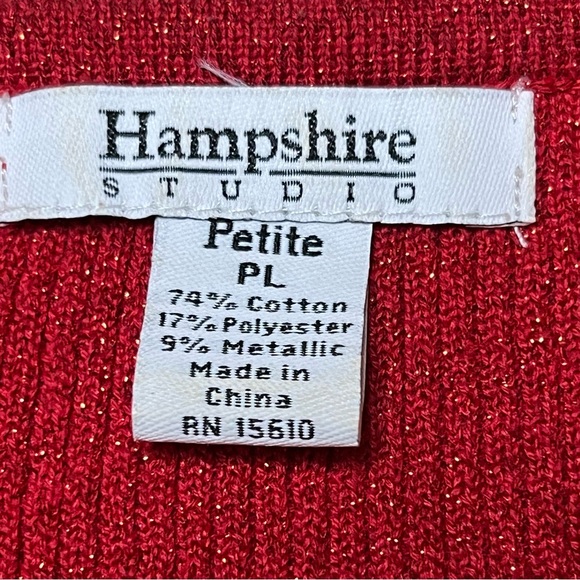 Hampshire
STUDIO
Petite
PL
74% Cotton
17% Polyester
9% Metallic
Made in
China
RN 15610